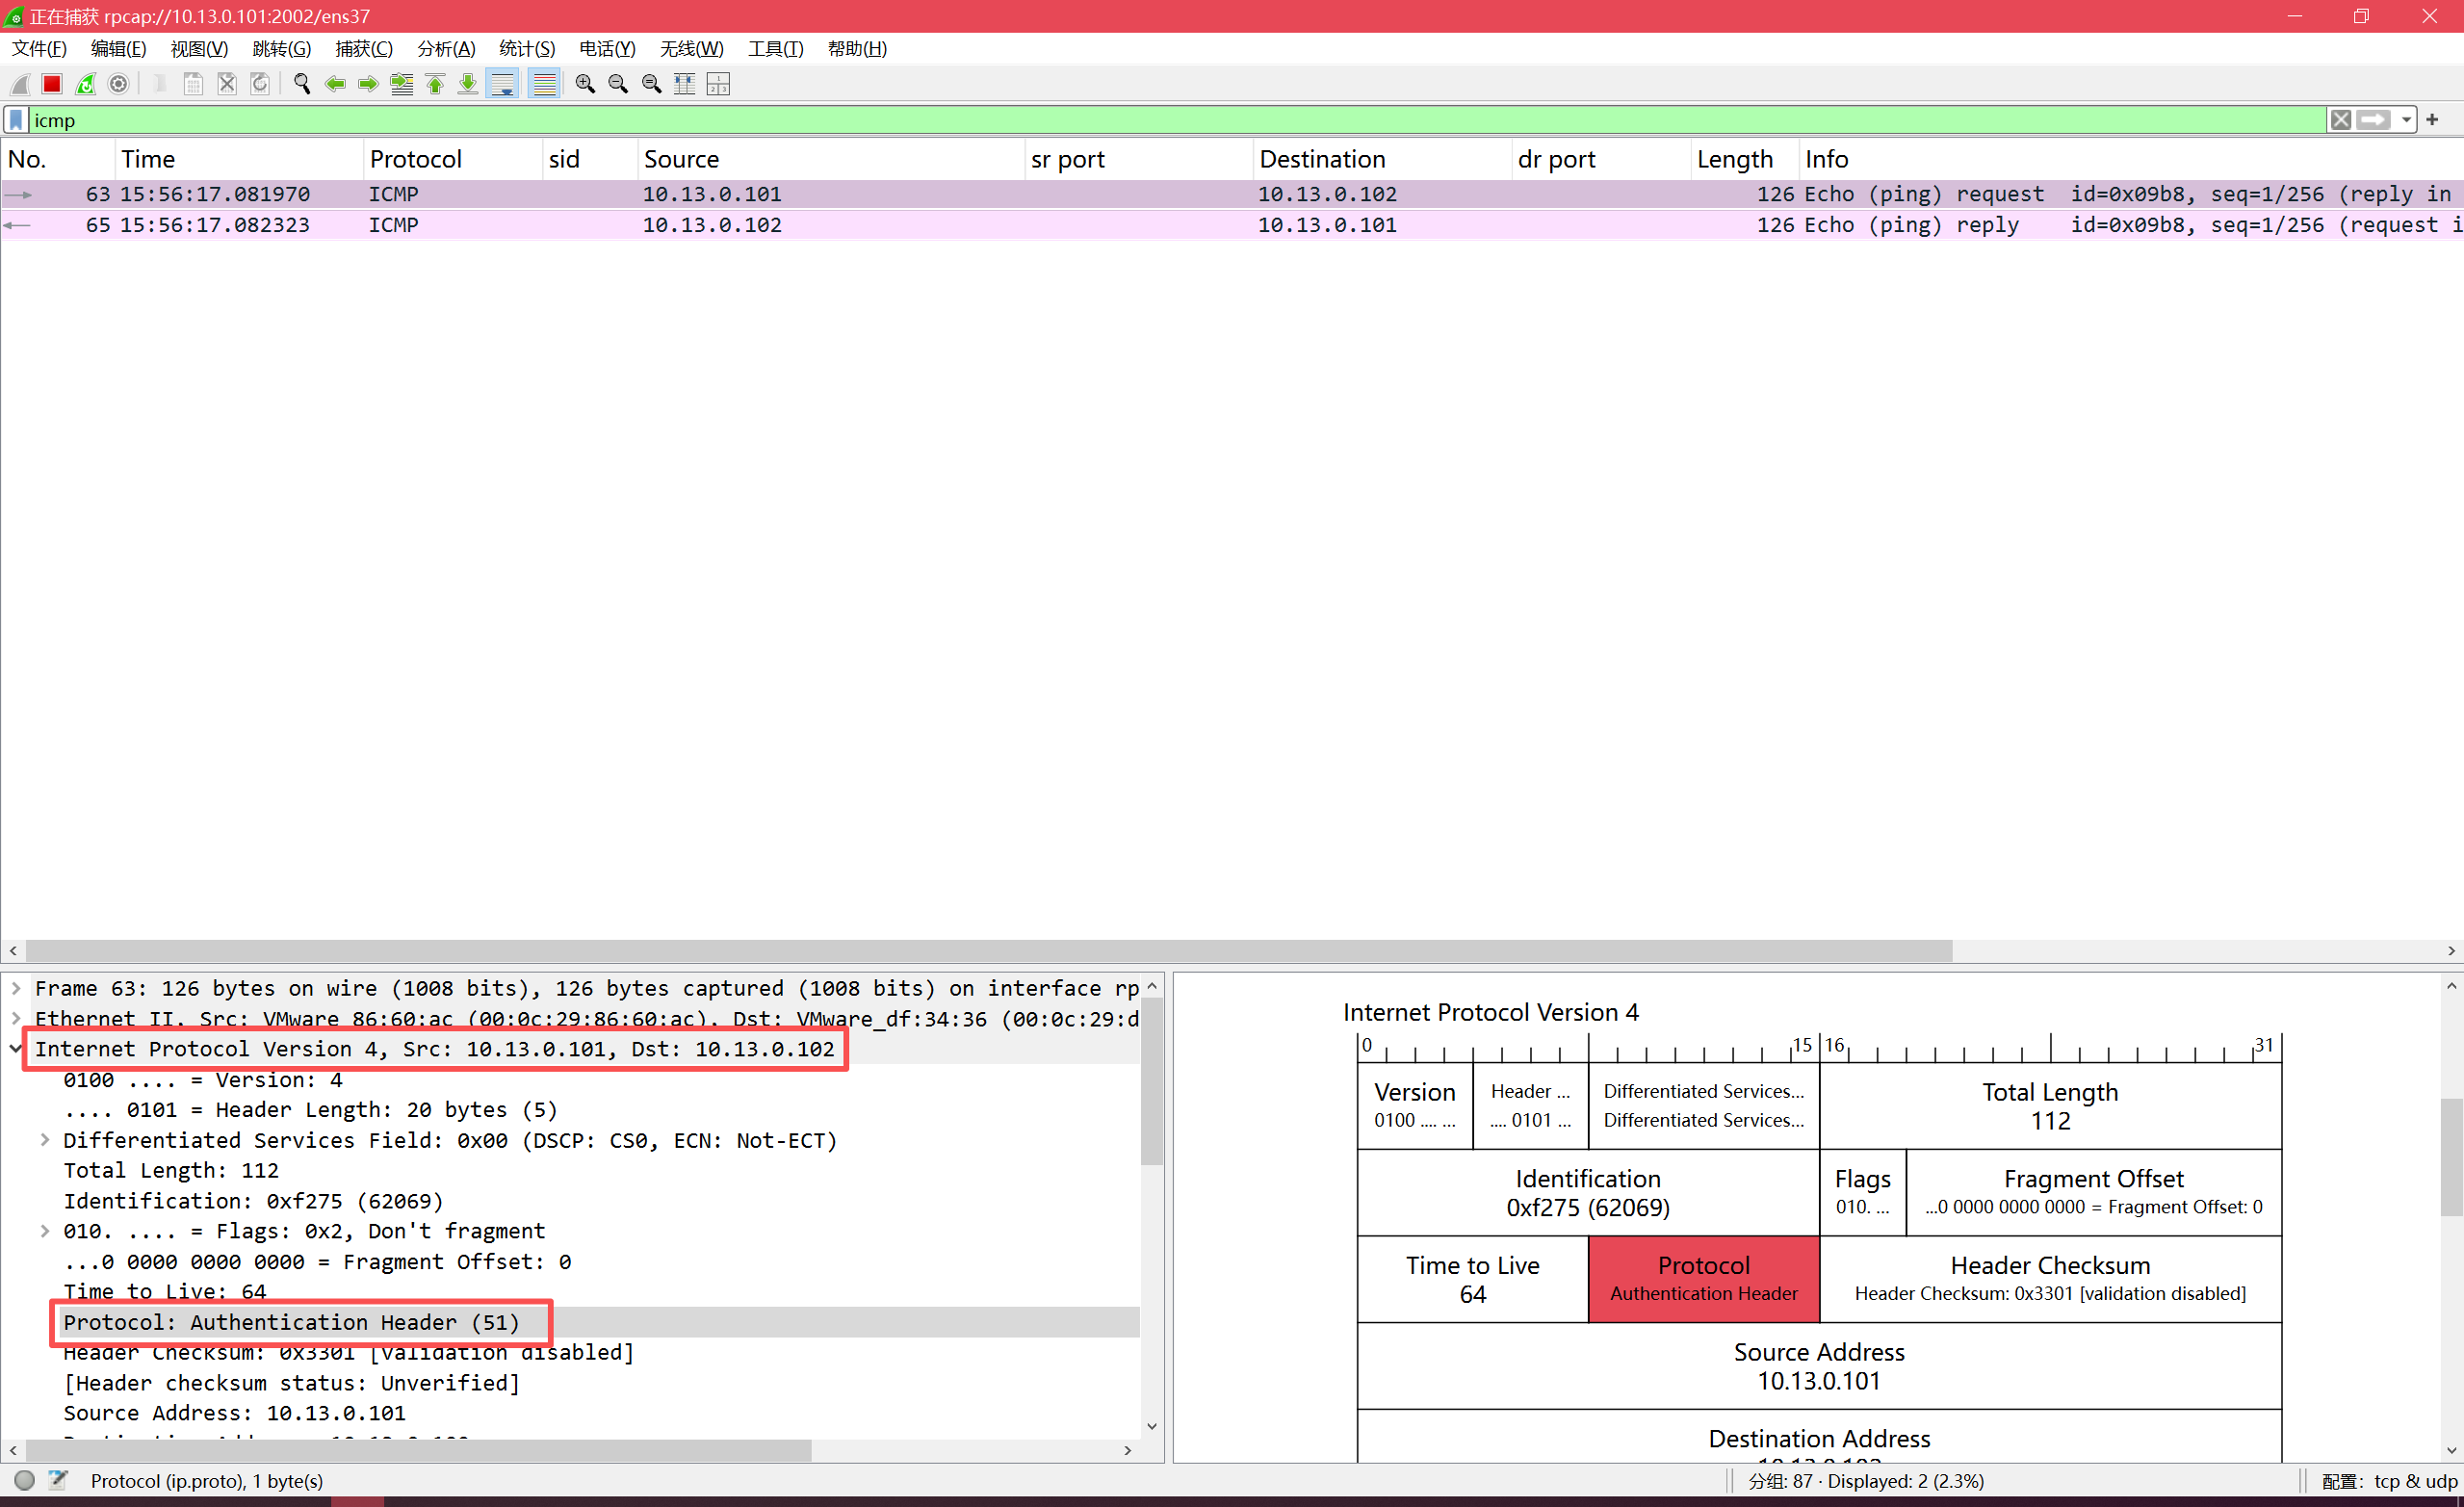 正在捕获 rpcap://10.13.0.101:2002/ens37
文件(F) 编辑(E) 视图(V) 跳转(G) 捕获(C) 分析(A) 统计(S) 电话(Y) 无线(W) 工具(T) 帮助(H)
icmp
No. Time Protocol sid Source sr port Destination dr port Length Info
63 15:56:17.081970 ICMP 10.13.0.101 10.13.0.102 126 Echo (ping) request id=0x09b8, seq=1/256 (reply in
65 15:56:17.082323 ICMP 10.13.0.102 10.13.0.101 126 Echo (ping) reply id=0x09b8, seq=1/256 (request i
Frame 63: 126 bytes on wire (1008 bits), 126 bytes captured (1008 bits) on interface rp
Ethernet II, Src: VMware_86:60:ac (00:0c:29:86:60:ac), Dst: VMware_df:34:36 (00:0c:29:d
Internet Protocol Version 4, Src: 10.13.0.101, Dst: 10.13.0.102
0100 .... = Version: 4
.... 0101 = Header Length: 20 bytes (5)
Differentiated Services Field: 0x00 (DSCP: CS0, ECN: Not-ECT)
Total Length: 112
Identification: 0xf275 (62069)
010. .... = Flags: 0x2, Don't fragment
...0 0000 0000 0000 = Fragment Offset: 0
Time to Live: 64
Protocol: Authentication Header (51)
Header Checksum: 0x3301 [validation disabled]
[Header checksum status: Unverified]
Source Address: 10.13.0.101
Internet Protocol Version 4
0 15 16 31
Version Header ... Differentiated Services... Total Length
0100 .... ... .... 0101 ... Differentiated Services... 112
Identification Flags Fragment Offset
0xf275 (62069) 010. ... ...0 0000 0000 0000 = Fragment Offset: 0
Time to Live Protocol Header Checksum
64 Authentication Header Header Checksum: 0x3301 [validation disabled]
Source Address
10.13.0.101
Destination Address
10.13.0.102
Protocol (ip.proto), 1 byte(s) 分组: 87 · Displayed: 2 (2.3%) 配置: tcp & udp